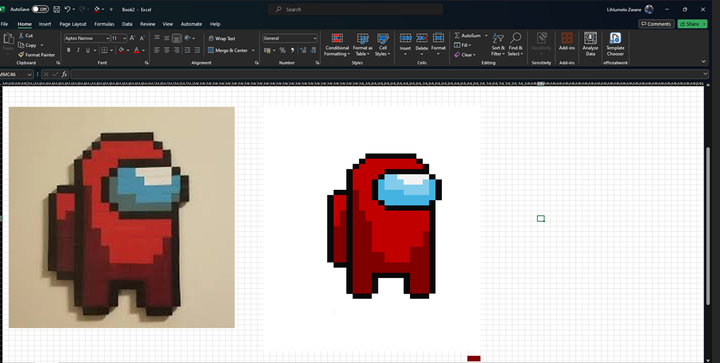 AutoSave Off Book2 - Excel Search Lihlumelo Zwane
File Home Insert Page Layout Formulas Data Review View Automate Help Comments Share
Paste Cut Copy Format Painter
Aptos Narrow 11 A A
B I U A
Wrap Text
Merge & Center
General
Conditional Formatting Format as Table Cell Styles
Insert Delete Format
AutoSum Fill Clear
Sort & Filter Find & Select
Sensitivity Add-ins Analyze Data Template Choose
Clipboard Font Alignment Number Styles Cells Editing Sensitivity Add-ins officeatwork
MMC46 fx